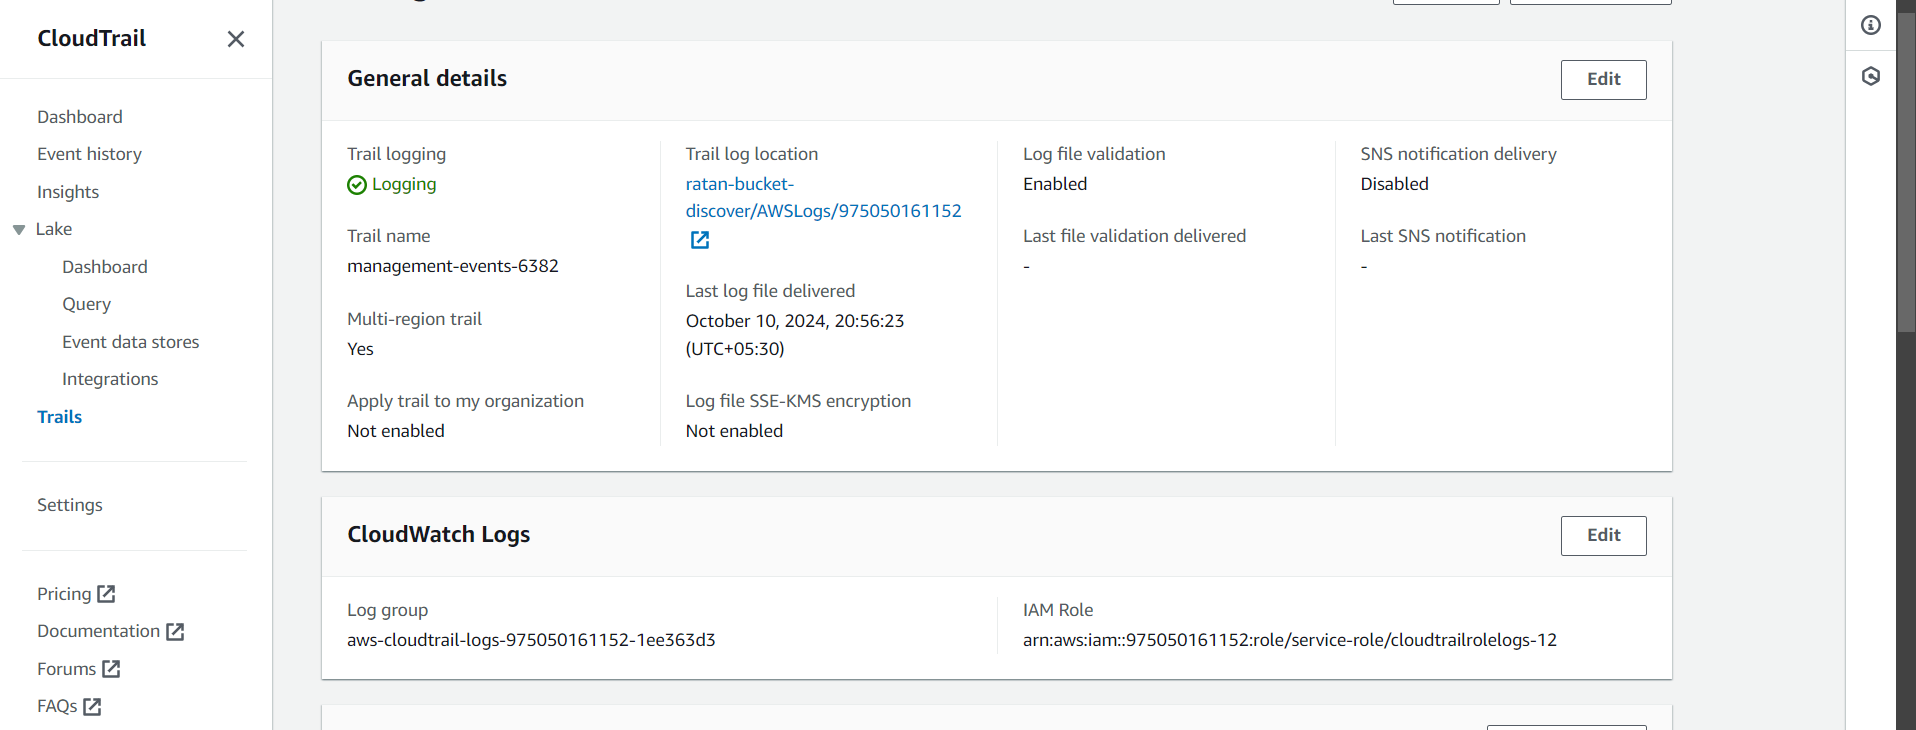 CloudTrail
Dashboard
Event history
Insights
Lake
Dashboard
Query
Event data stores
Integrations
Trails
Settings
Pricing
Documentation
Forums
FAQs
General details
Edit
Trail logging
Logging
Trail name
management-events-6382
Multi-region trail
Yes
Apply trail to my organization
Not enabled
Trail log location
ratan-bucket-
discover/AWSLogs/975050161152
Last log file delivered
October 10, 2024, 20:56:23
(UTC+05:30)
Log file SSE-KMS encryption
Not enabled
Log file validation
Enabled
Last file validation delivered
-
SNS notification delivery
Disabled
Last SNS notification
-
CloudWatch Logs
Edit
Log group
aws-cloudtrail-logs-975050161152-1ee363d3
IAM Role
arn:aws:iam::975050161152:role/service-role/cloudtrailrolelogs-12